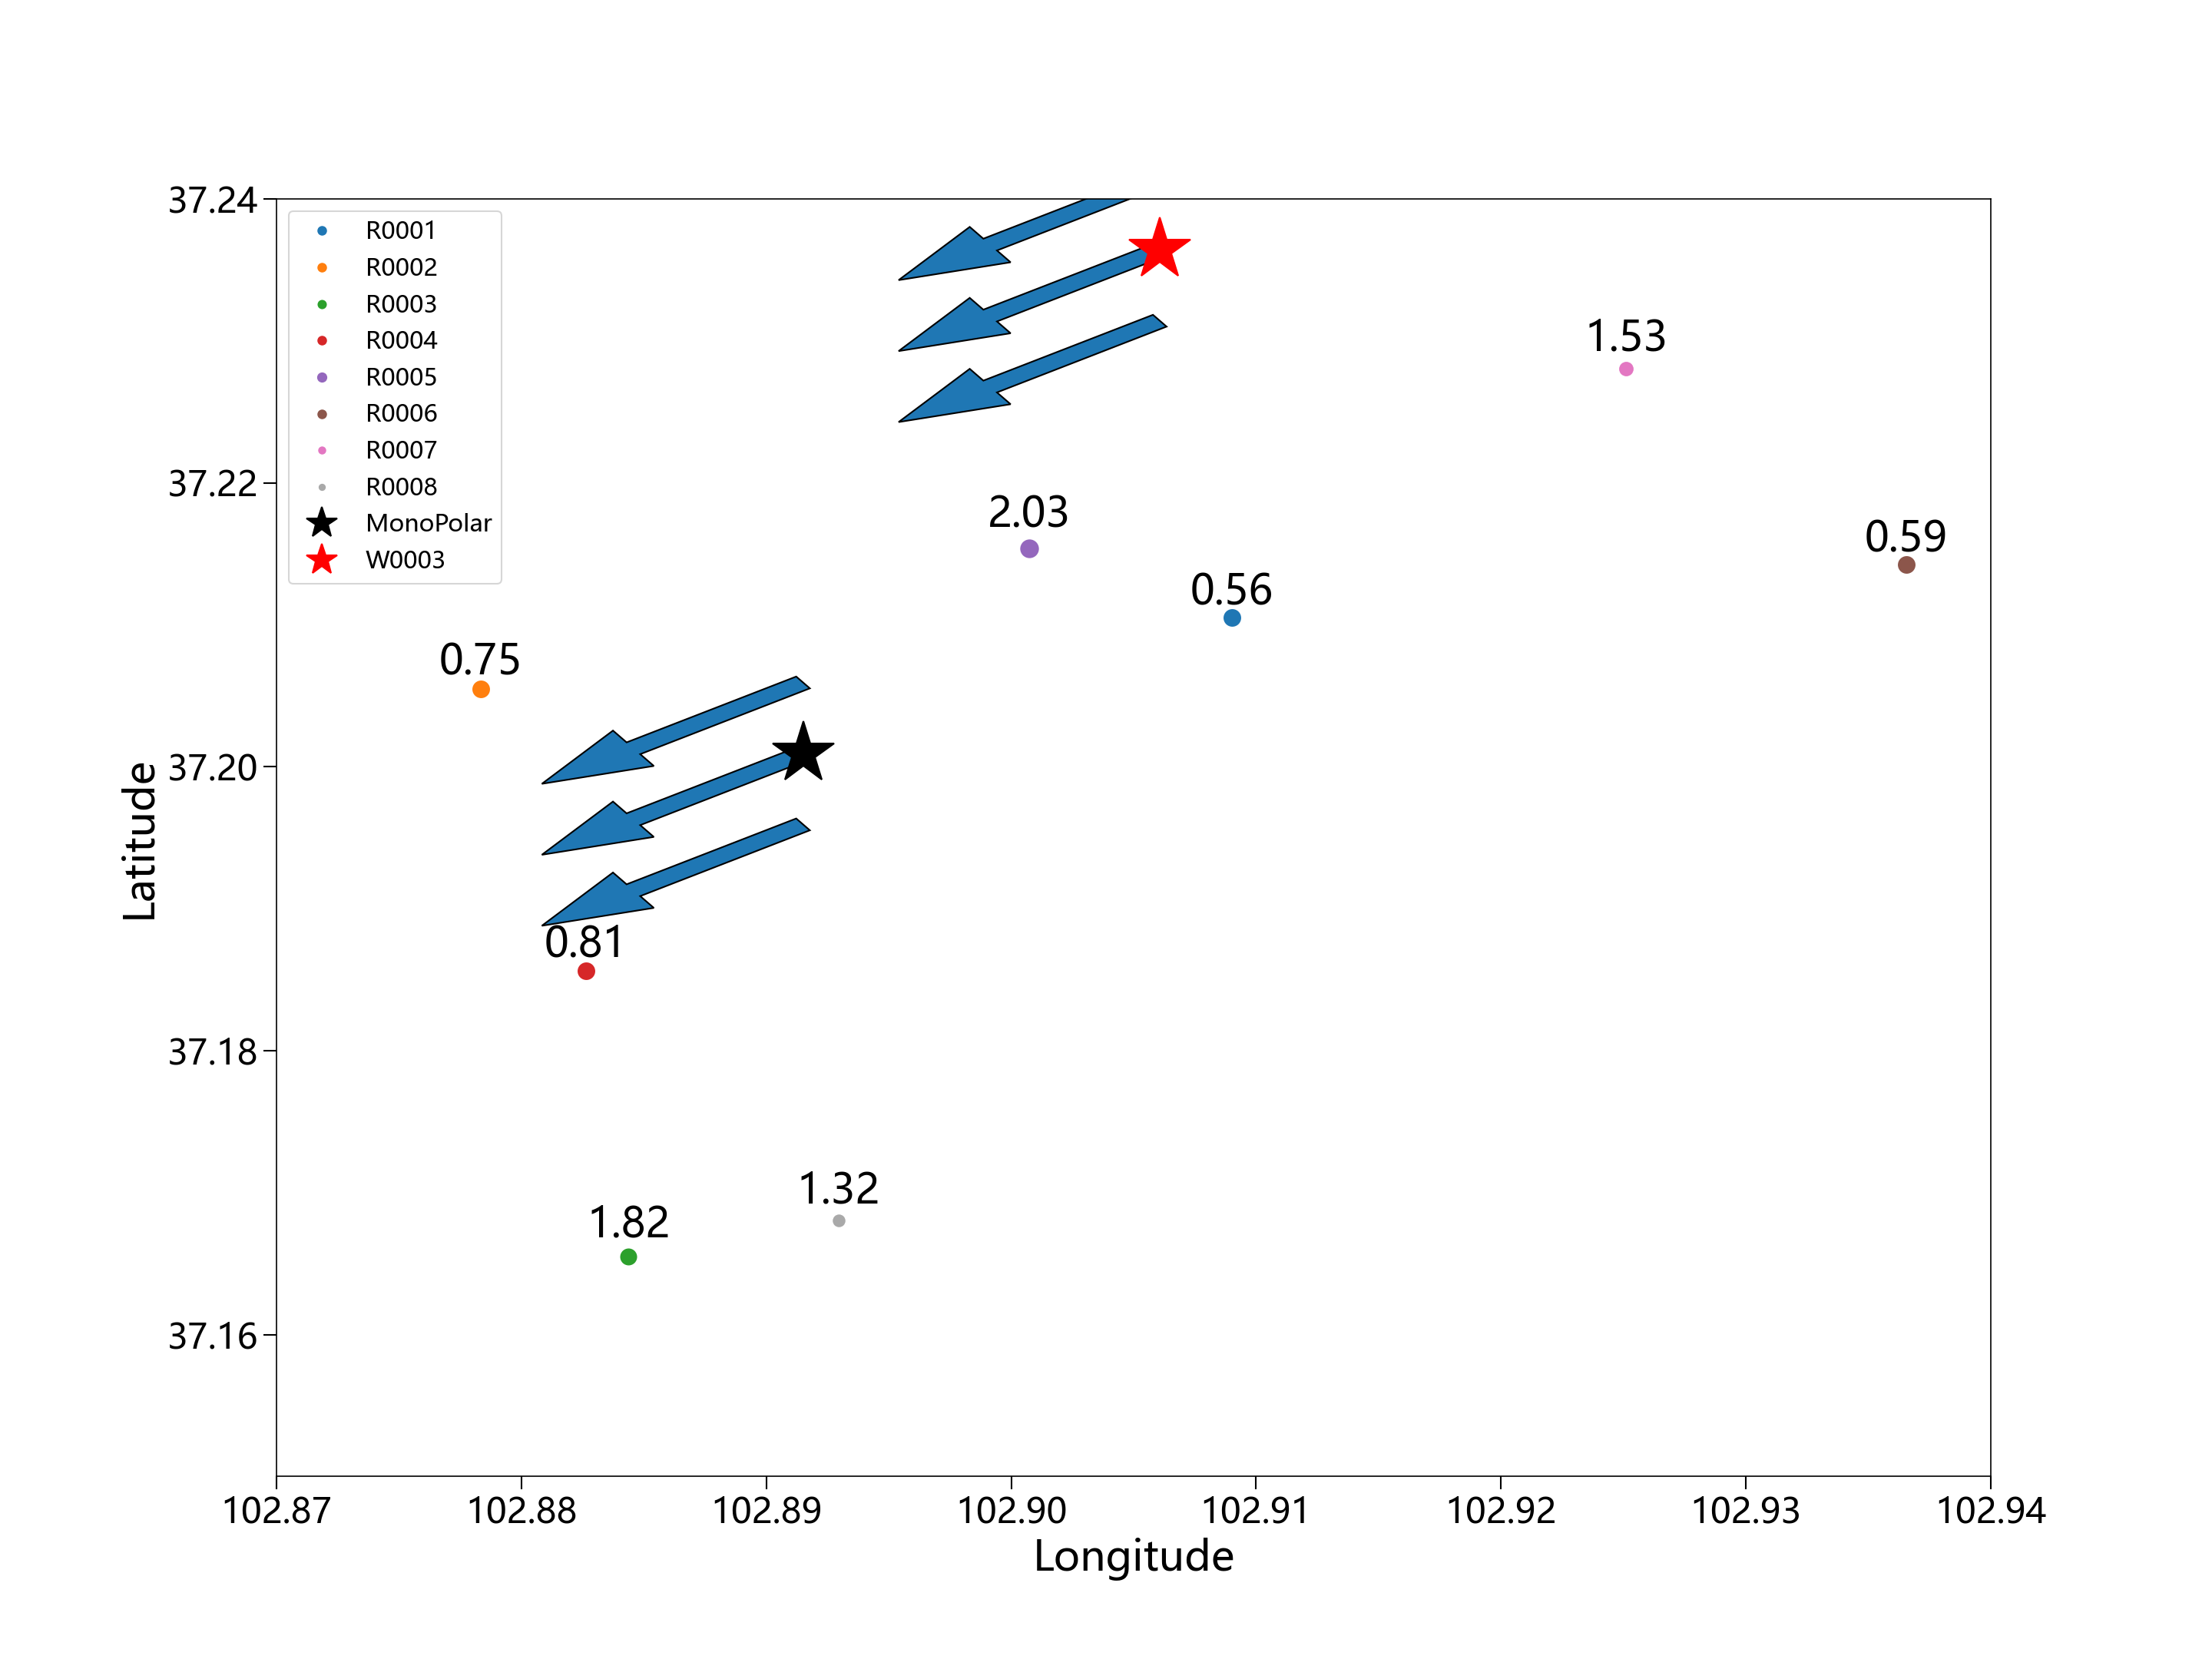 37.24
37.22
37.20
37.18
37.16
Latitude
R0001
R0002
R0003
R0004
R0005
R0006
R0007
R0008
MonoPolar
W0003
1.53
2.03
0.59
0.56
0.75
0.81
1.32
1.82
102.87 102.88 102.89 102.90 102.91 102.92 102.93 102.94
Longitude